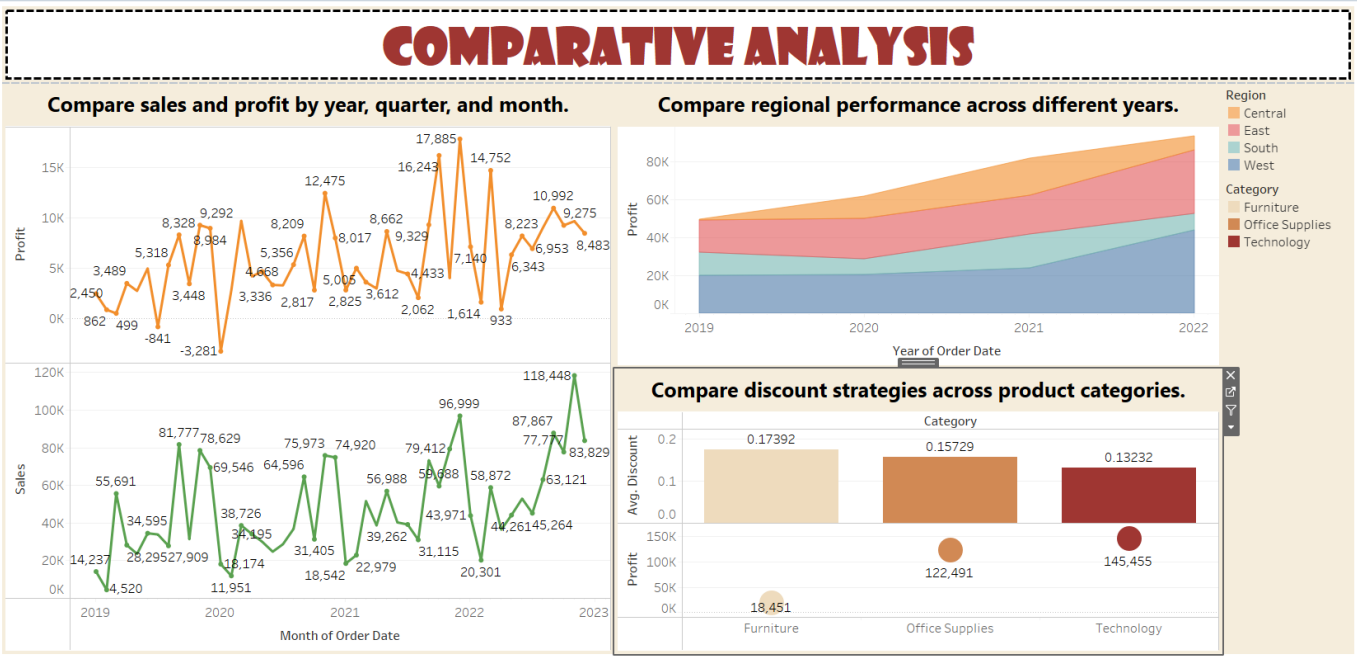 COMPARATIVE ANALYSIS
Compare sales and profit by year, quarter, and month.
Profit
15K
10K
5K
0K
2,450
862
3,489
499
5,318
-841
8,328
3,448
9,292
8,984
-3,281
4,668
3,336
5,356
8,209
2,817
12,475
8,017
2,825
5,005
3,612
8,662
9,329
4,433
2,062
16,243
17,885
7,140
1,614
14,752
933
6,343
8,223
6,953
10,992
9,275
8,483
Sales
120K
100K
80K
60K
40K
20K
0K
14,237
4,520
55,691
28,295
34,595
27,909
81,777
78,629
69,546
18,174
11,951
38,726
34,195
64,596
31,405
75,973
74,920
18,542
22,979
39,262
56,988
31,115
79,412
59,688
96,999
43,971
20,301
58,872
44,261
45,264
63,121
87,867
77,777
118,448
83,829
2019
2020
2021
2022
2023
Month of Order Date
Compare regional performance across different years.
Profit
80K
60K
40K
20K
0K
2019
2020
2021
2022
Year of Order Date
Region
Central
East
South
West
Category
Furniture
Office Supplies
Technology
Compare discount strategies across product categories.
Category
Avg. Discount
0.2
0.1
0.0
0.17392
0.15729
0.13232
Profit
150K
100K
50K
0K
18,451
122,491
145,455
Furniture
Office Supplies
Technology